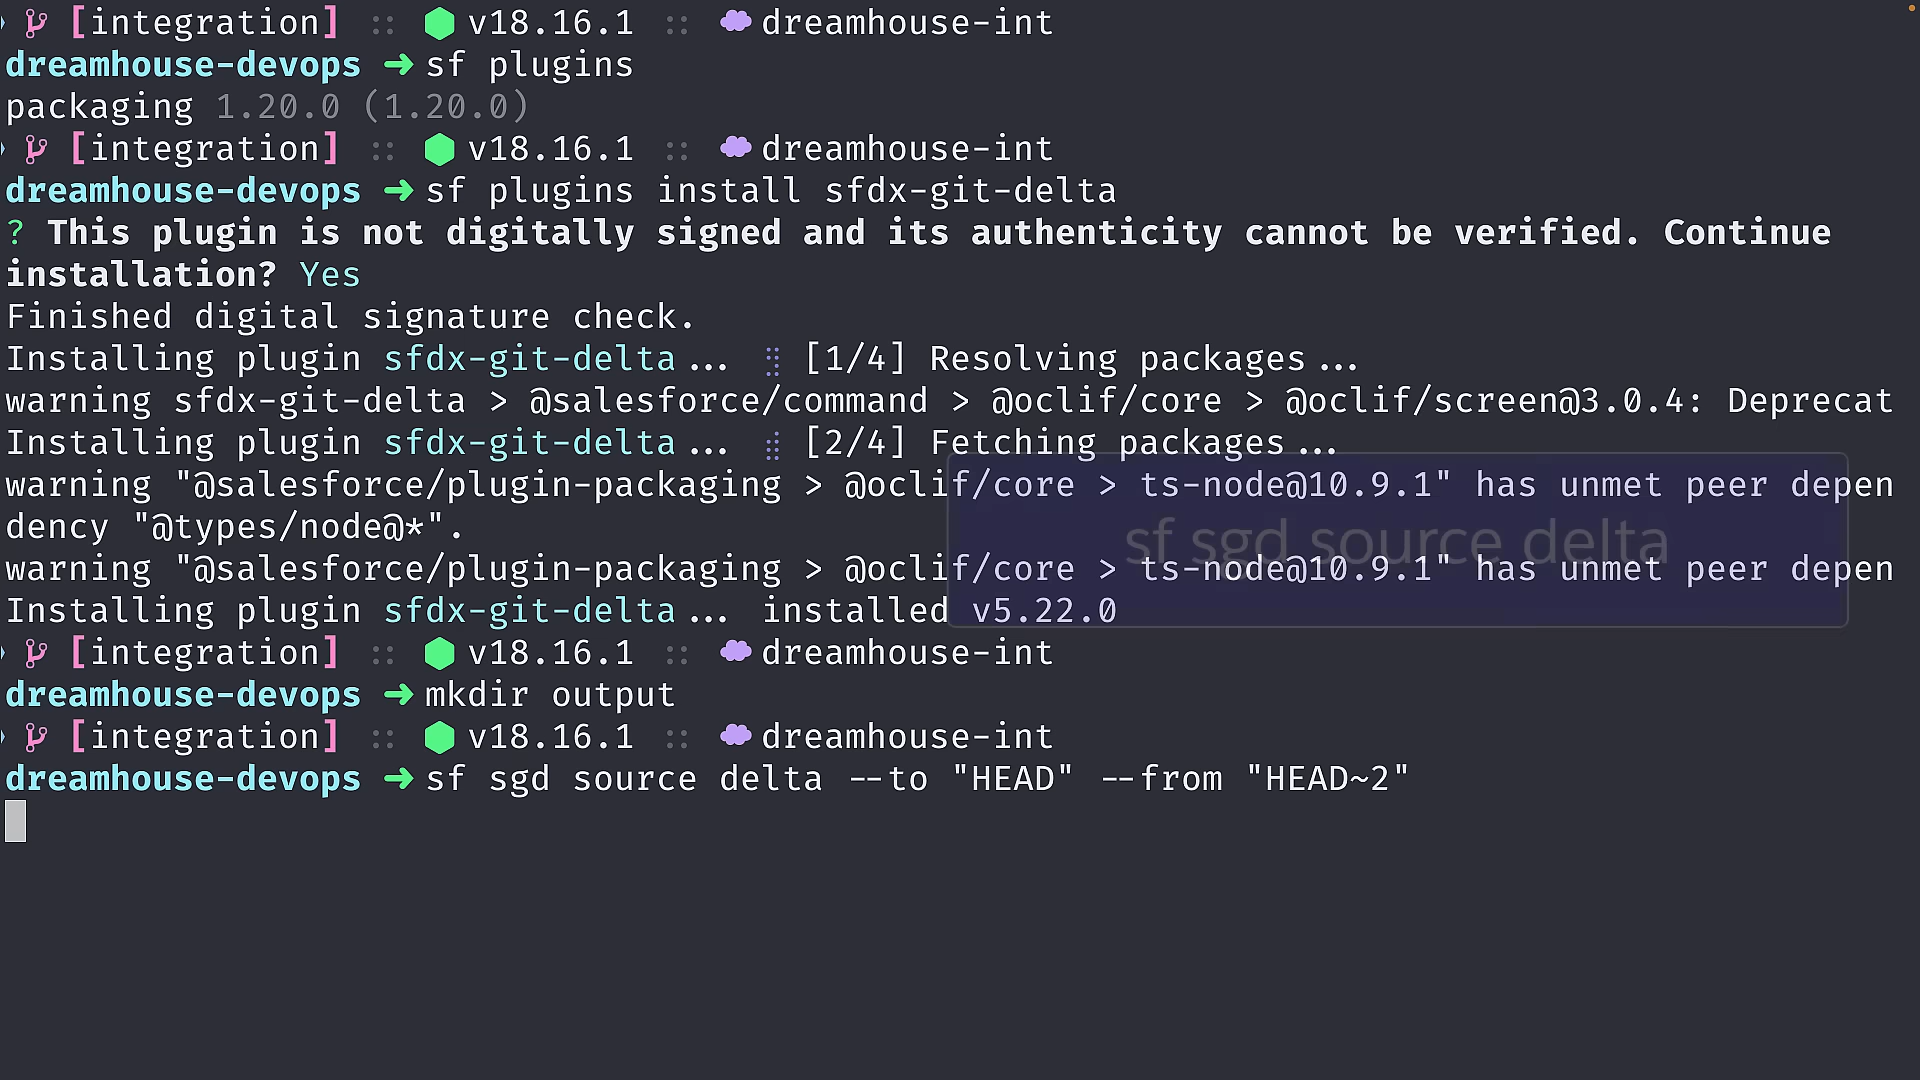 [integration] :: v18.16.1 :: dreamhouse-int
dreamhouse-devops ➜ sf plugins
packaging 1.20.0 (1.20.0)
[integration] :: v18.16.1 :: dreamhouse-int
dreamhouse-devops ➜ sf plugins install sfdx-git-delta
? This plugin is not digitally signed and its authenticity cannot be verified. Continue
installation? Yes
Finished digital signature check.
Installing plugin sfdx-git-delta... ⣾ [1/4] Resolving packages...
warning sfdx-git-delta > @salesforce/command > @oclif/core > @oclif/screen@3.0.4: Deprecat
Installing plugin sfdx-git-delta... ⣾ [2/4] Fetching packages...
warning "@salesforce/plugin-packaging > @oclif/core > ts-node@10.9.1" has unmet peer depen
dency "@types/node@*".
sf sgd source delta
warning "@salesforce/plugin-packaging > @oclif/core > ts-node@10.9.1" has unmet peer depen
Installing plugin sfdx-git-delta... installed v5.22.0
[integration] :: v18.16.1 :: dreamhouse-int
dreamhouse-devops ➜ mkdir output
[integration] :: v18.16.1 :: dreamhouse-int
dreamhouse-devops ➜ sf sgd source delta --to "HEAD" --from "HEAD~2"